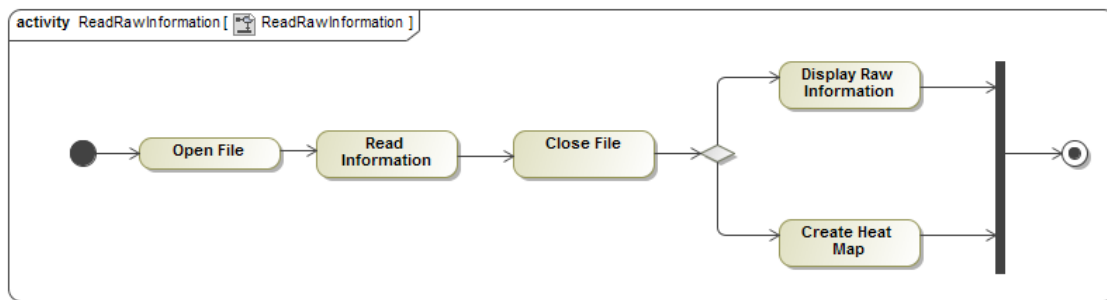 activity ReadRawInformation [ ReadRawInformation ]
Open File
Read
Information
Close File
Display Raw
Information
Create Heat
Map